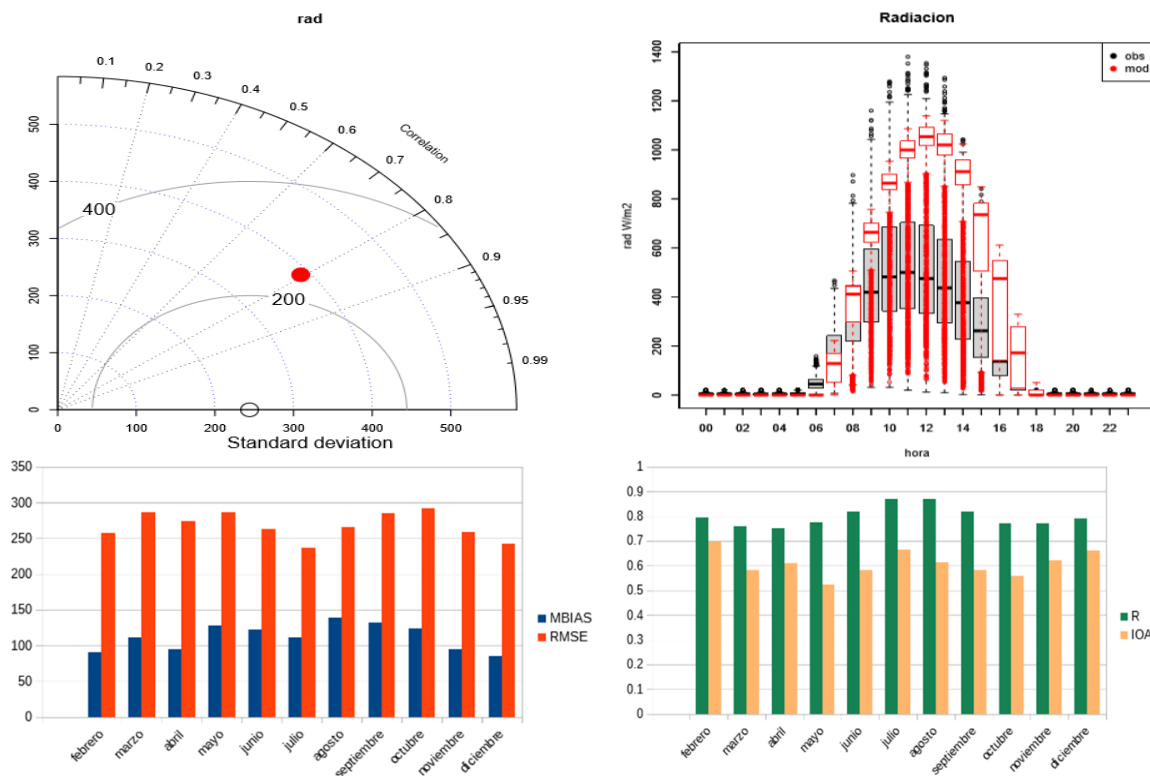 rad
0.1
0.2
0.3
0.4
0.5
0.6
0.7
0.8
0.9
0.95
0.99
Correlation
500
400
300
200
100
0
400
200
0 100 200 300 400 500
Standard deviation
Radiacion
obs
mod
rad W/m2
1400
1200
1000
800
600
400
200
0
00 02 04 06 08 10 12 14 16 18 20 22
hora
350
300
250
200
150
100
50
0
MBIAS
RMSE
febrero marzo abril mayo junio julio agosto septiembre octubre noviembre diciembre
1
0.9
0.8
0.7
0.6
0.5
0.4
0.3
0.2
0.1
0
R
IOA
febrero marzo abril mayo junio julio agosto septiembre octubre noviembre diciembre